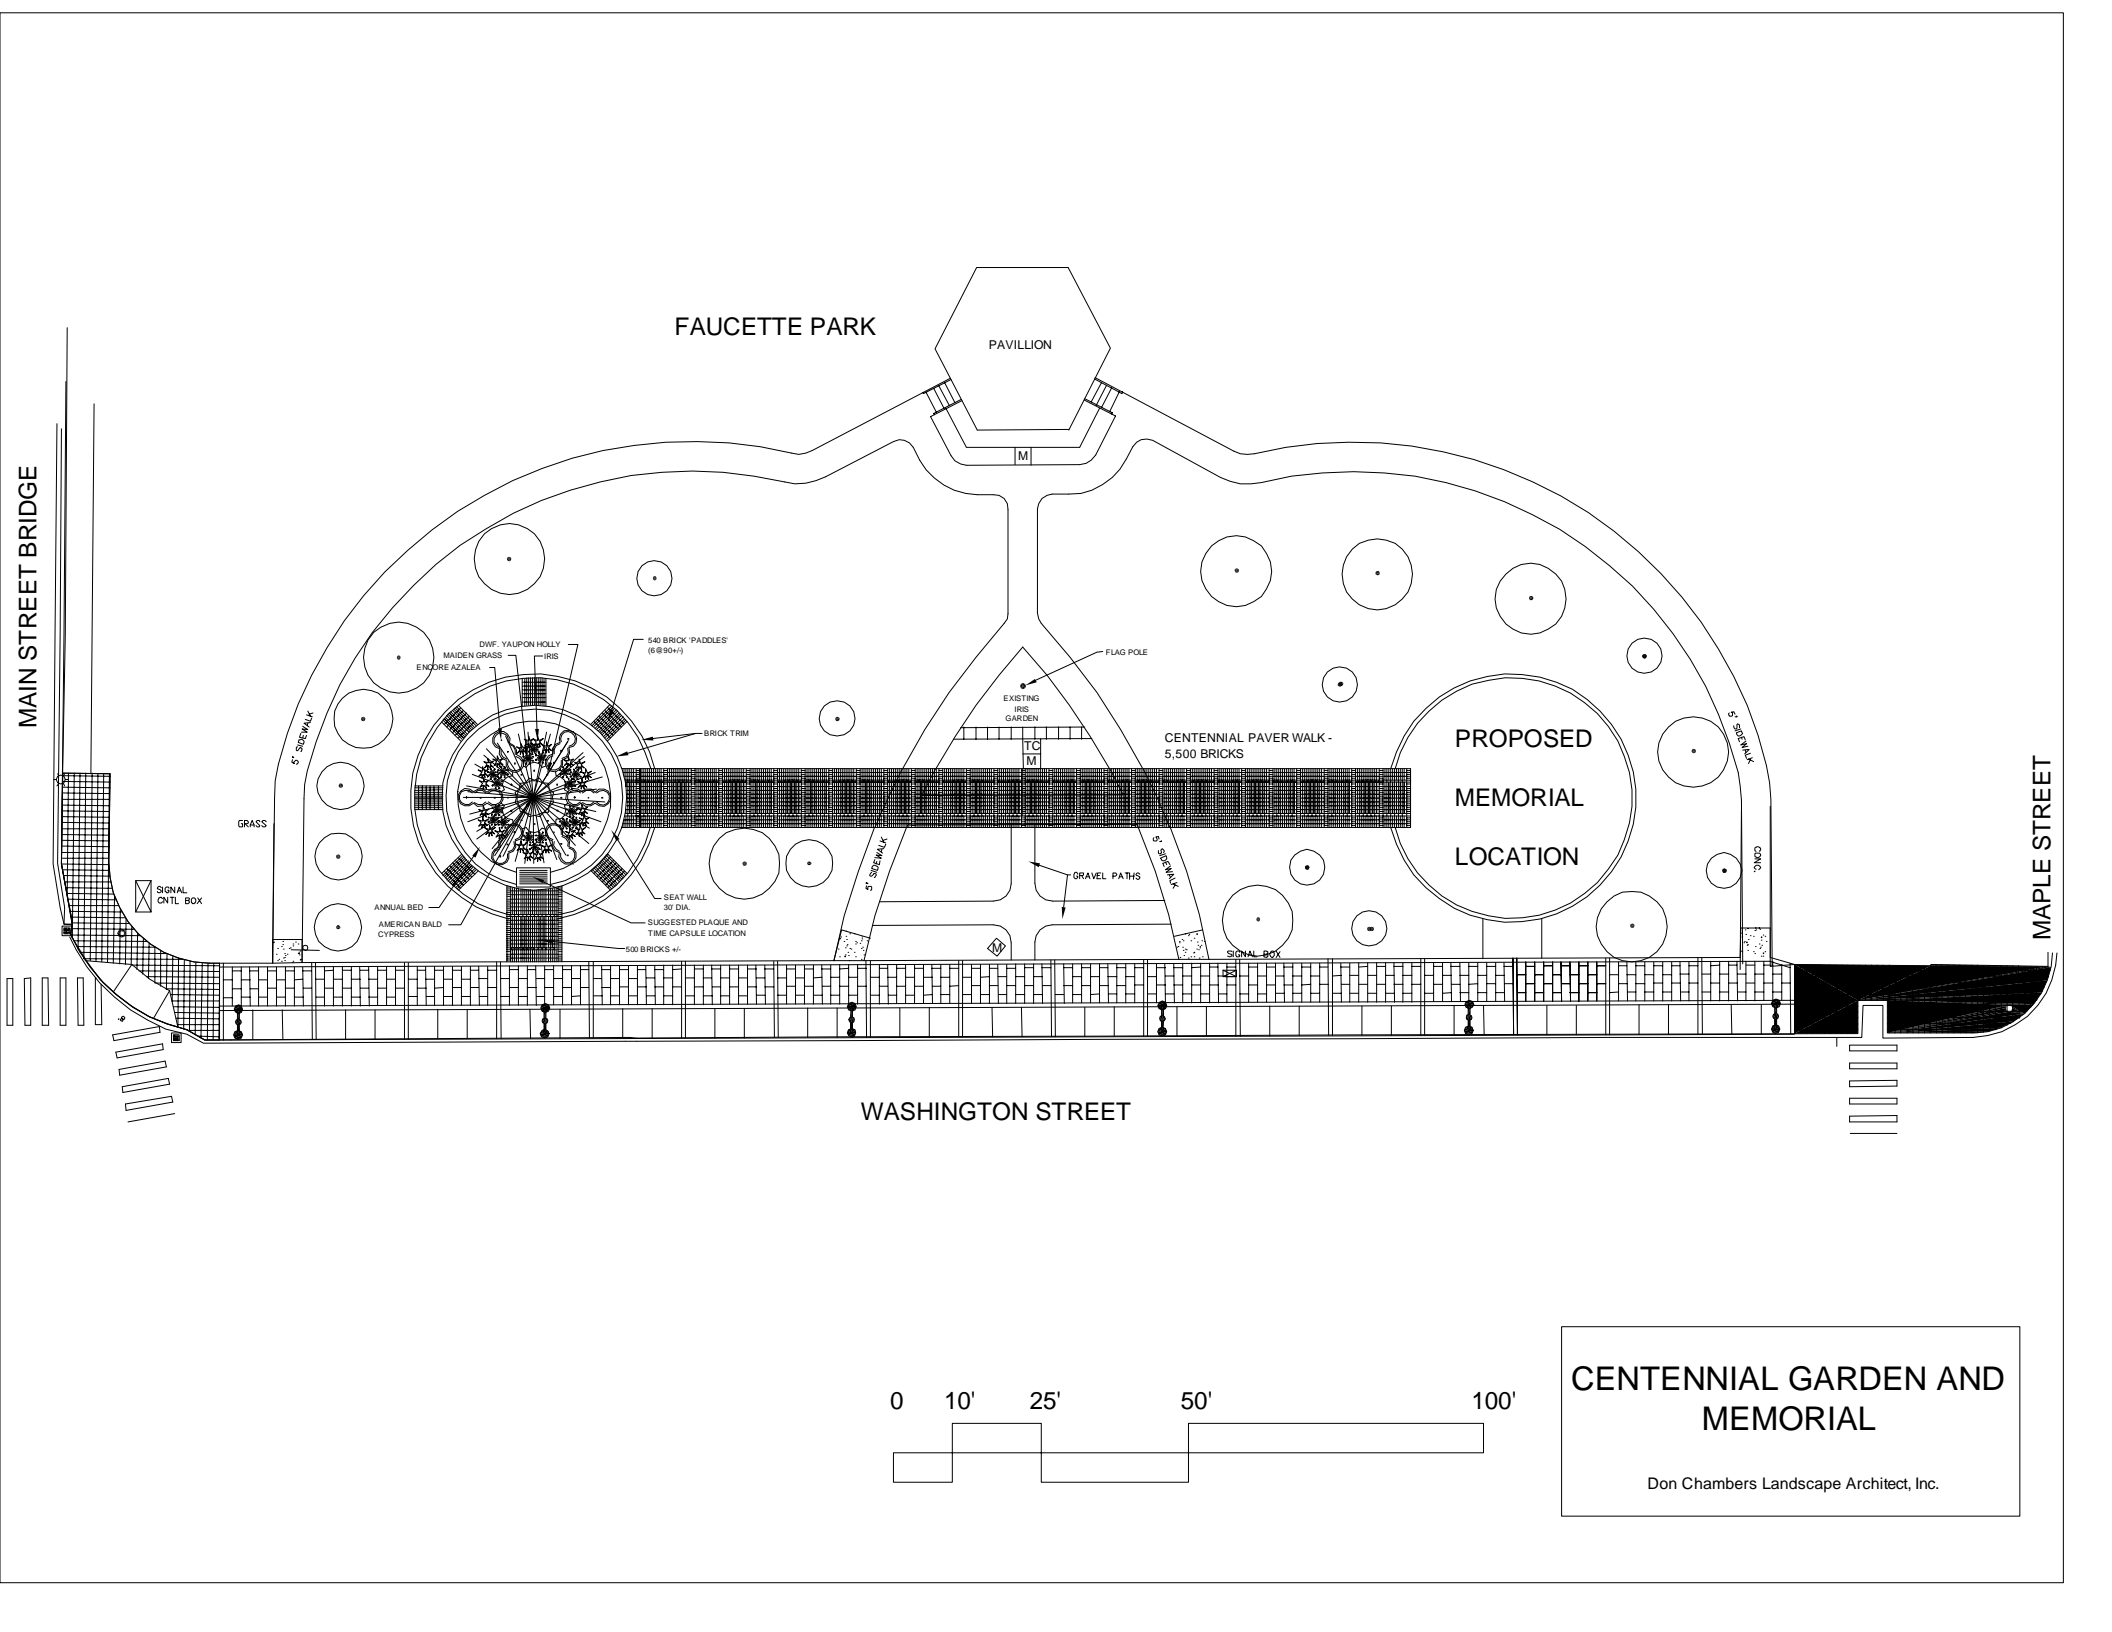 FAUCETTE PARK
PAVILLION
M
MAIN STREET BRIDGE
5' SIDEWALK
DWF. YAUPON HOLLY
MAIDEN GRASS
IRIS
ENCORE AZALEA
540 BRICK 'PADDLES'
(6@90+/-)
BRICK TRIM
FLAG POLE
EXISTING
IRIS
GARDEN
TC
M
CENTENNIAL PAVER WALK -
5,500 BRICKS
PROPOSED
MEMORIAL
LOCATION
5' SIDEWALK
MAPLE STREET
GRASS
SIGNAL
CNTL BOX
ANNUAL BED
AMERICAN BALD
CYPRESS
SEAT WALL
30' DIA.
SUGGESTED PLAQUE AND
TIME CAPSULE LOCATION
500 BRICKS +/-
5' SIDEWALK
GRAVEL PATHS
5' SIDEWALK
CONC.
M
SIGNAL BOX
WASHINGTON STREET
0 10' 25' 50' 100'
CENTENNIAL GARDEN AND
MEMORIAL
Don Chambers Landscape Architect, Inc.